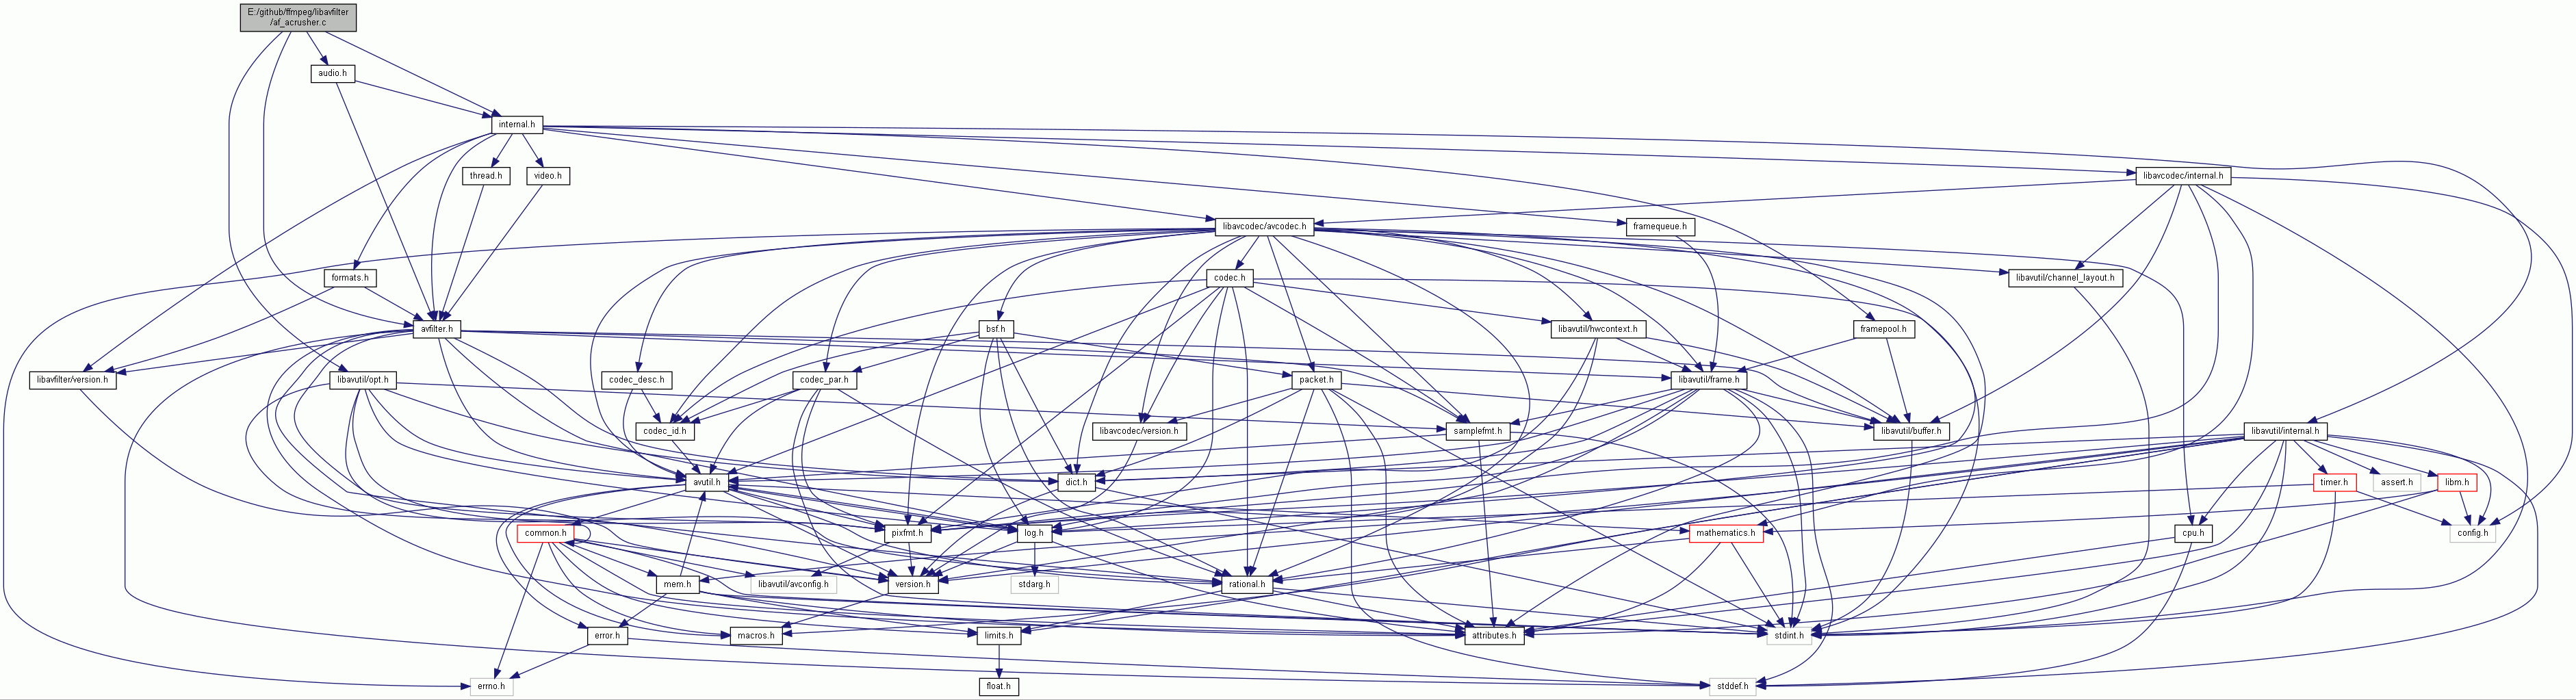 E:/github/ffmpeg/libavfilter
/af_acrusher.c
audio.h
internal.h
thread.h
video.h
libavcodec/internal.h
libavcodec/avcodec.h
framequeue.h
formats.h
codec.h
libavutil/channel_layout.h
avfilter.h
bsf.h
libavutil/hwcontext.h
framepool.h
libavfilter/version.h
libavutil/opt.h
codec_desc.h
codec_par.h
packet.h
libavutil/frame.h
codec_id.h
libavcodec/version.h
samplefmt.h
libavutil/buffer.h
libavutil/internal.h
avutil.h
dict.h
timer.h
assert.h
libm.h
common.h
pixfmt.h
log.h
mathematics.h
cpu.h
config.h
mem.h
libavutil/avconfig.h
version.h
stdarg.h
rational.h
error.h
macros.h
limits.h
attributes.h
stdint.h
errno.h
float.h
stddef.h